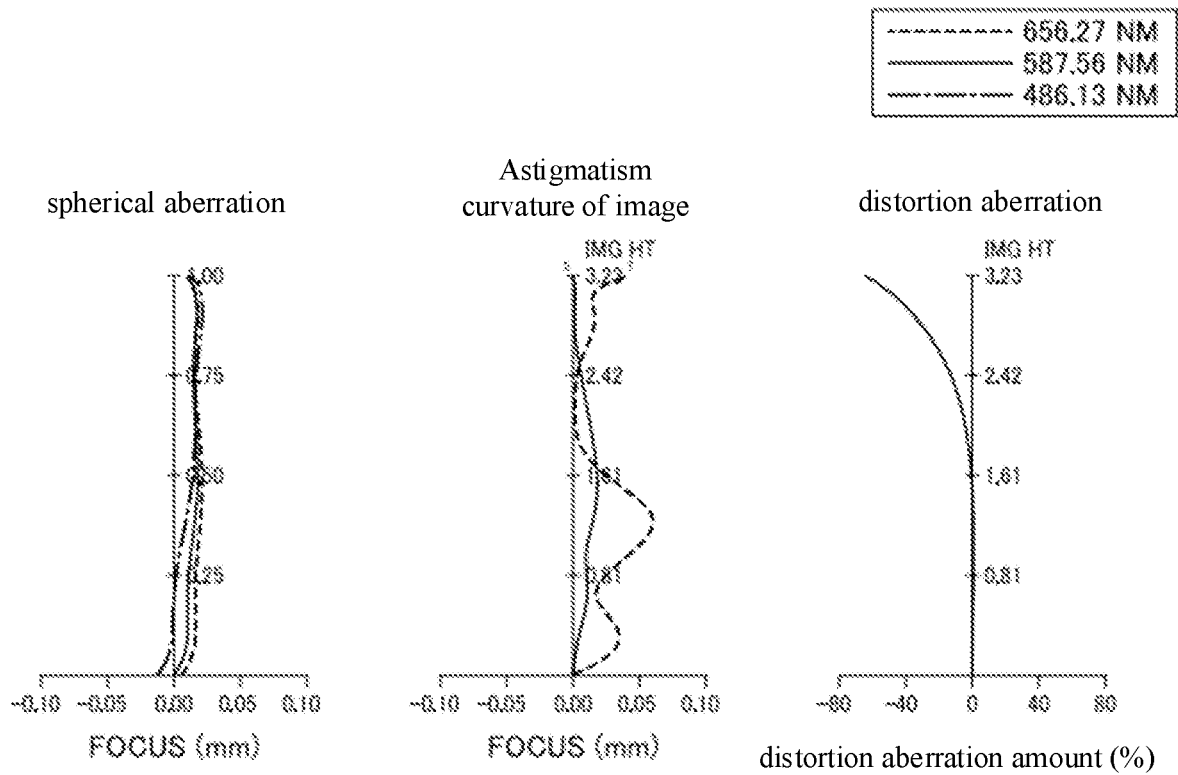 656.27 NM
587.56 NM
486.13 NM
spherical aberration
Astigmatism
curvature of image
distortion aberration
IMG HT
IMG HT
1.00
3.23
3.23
0.75
2.42
2.42
0.50
1.61
1.61
0.25
0.81
0.81
-0.10 -0.05 0.00 0.05 0.10
-0.10 -0.05 0.00 0.05 0.10
-80 -40 0 40 80
FOCUS (mm)
FOCUS (mm)
distortion aberration amount (%)